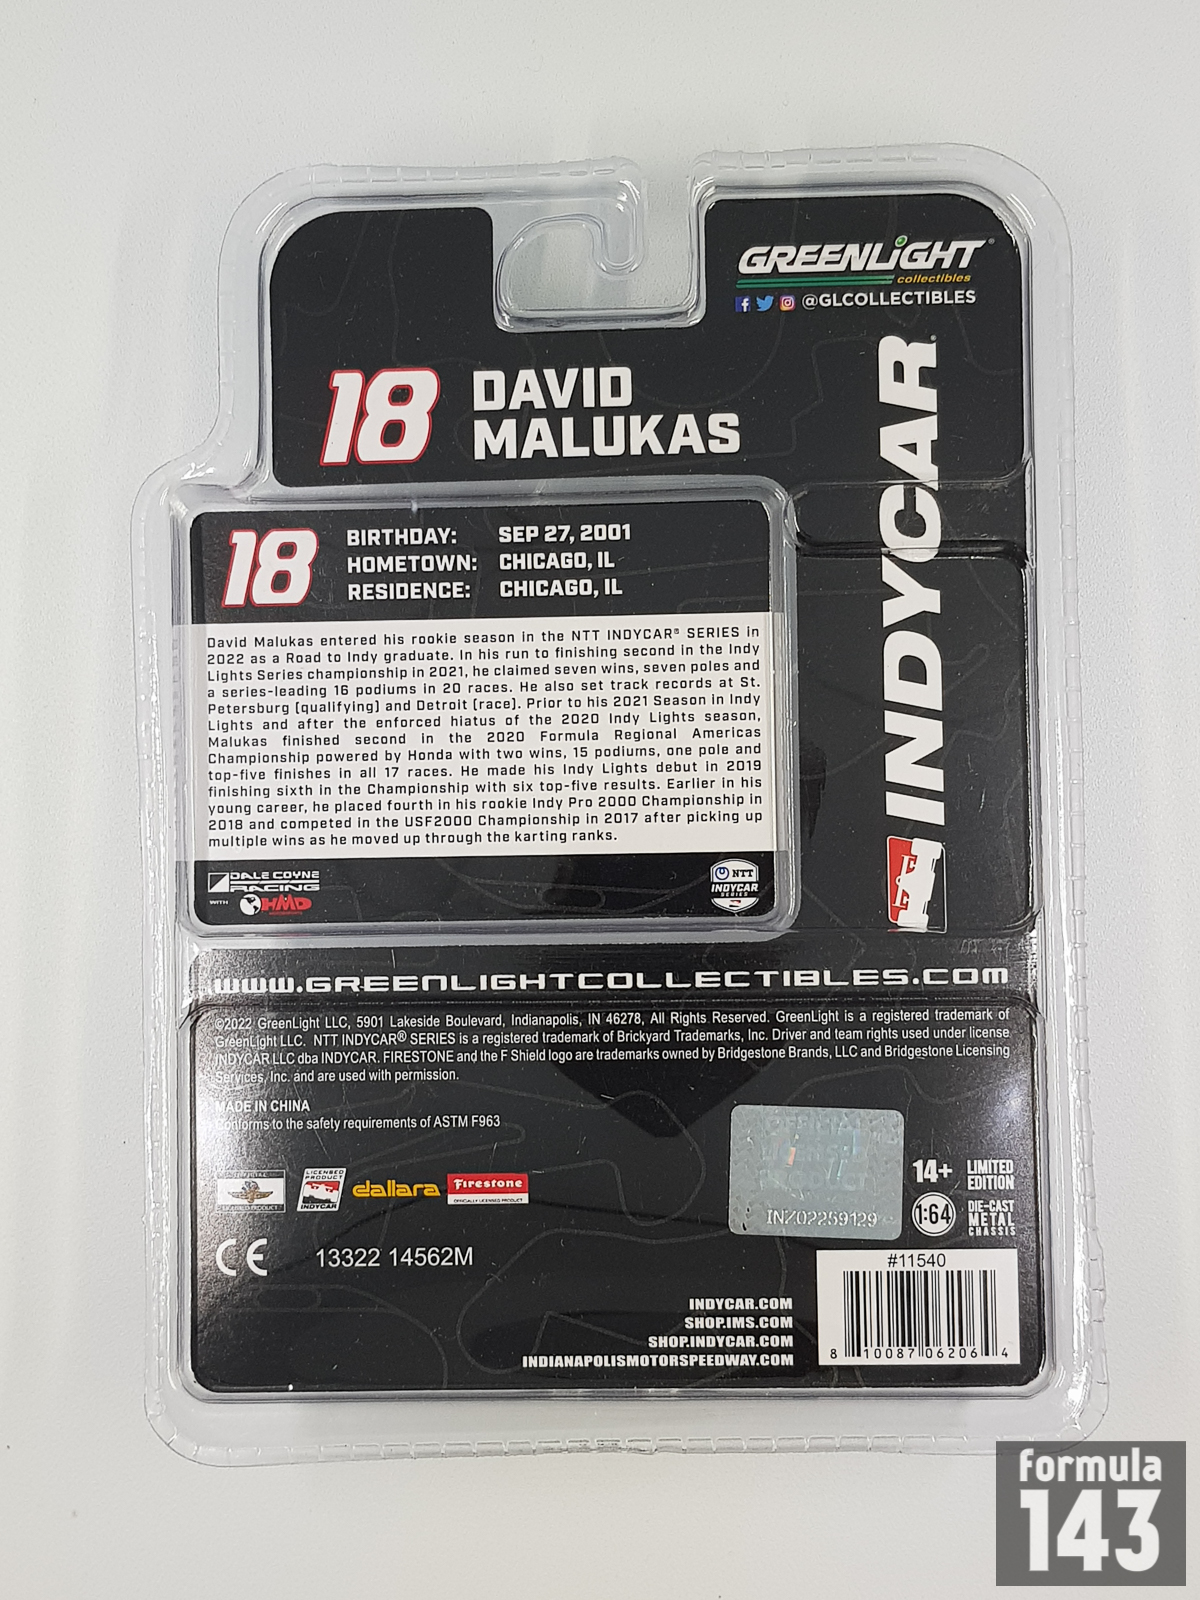 GREENLIGHT
collectibles
@GLCOLLECTIBLES
18 DAVID
MALUKAS
INDYCAR
18
BIRTHDAY: SEP 27, 2001
HOMETOWN: CHICAGO, IL
RESIDENCE: CHICAGO, IL
David Malukas entered his rookie season in the NTT INDYCAR® SERIES in
2022 as a Road to Indy graduate. In his run to finishing second in the Indy
Lights Series championship in 2021, he claimed seven wins, seven poles and
a series-leading 16 podiums in 20 races. He also set track records at St.
Petersburg (qualifying) and Detroit (race). Prior to his 2021 Season in Indy
Lights and after the enforced hiatus of the 2020 Indy Lights season,
Malukas finished second in the 2020 Formula Regional Americas
Championship powered by Honda with two wins, 15 podiums, one pole and
top-five finishes in all 17 races. He made his Indy Lights debut in 2019
finishing sixth in the Championship with six top-five results. Earlier in his
young career, he placed fourth in his rookie Indy Pro 2000 Championship in
2018 and competed in the USF2000 Championship in 2017 after picking up
multiple wins as he moved up through the karting ranks.
DALE COYNE
RACING
WITH HMD
NTT
INDYCAR
SERIES
www.GREENLIGHTCOLLECTIBLES.com
©2022 GreenLight LLC, 5901 Lakeside Boulevard, Indianapolis, IN 46278, All Rights Reserved. GreenLight is a registered trademark of
GreenLight LLC. NTT INDYCAR® SERIES is a registered trademark of Brickyard Trademarks, Inc. Driver and team rights used under license
INDYCAR LLC dba INDYCAR. FIRESTONE and the F Shield logo are trademarks owned by Bridgestone Brands, LLC and Bridgestone Licensing
Services, Inc. and are used with permission.
MADE IN CHINA
Conforms to the safety requirements of ASTM F963
LICENSED
PRODUCT
INDYCAR
dallara
Firestone
OFFICIALLY LICENSED PRODUCT
INZ02259129
14+ LIMITED
EDITION
1:64 DIE-CAST
METAL
CHASSIS
CE 13322 14562M
#11540
8 10087 06206 4
INDYCAR.COM
SHOP.IMS.COM
SHOP.INDYCAR.COM
INDIANAPOLISMOTORSPEEDWAY.COM
formula
143